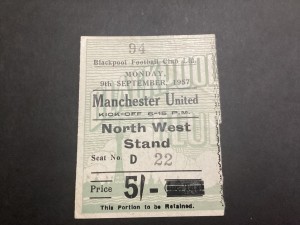 94
Blackpool Football Club Ltd.
MONDAY,
9th SEPTEMBER, 1957
Manchester United
KICK-OFF 6-15 P.M.
North West
Stand
Seat No. D 22
Price 5/-
This Portion to be Retained.